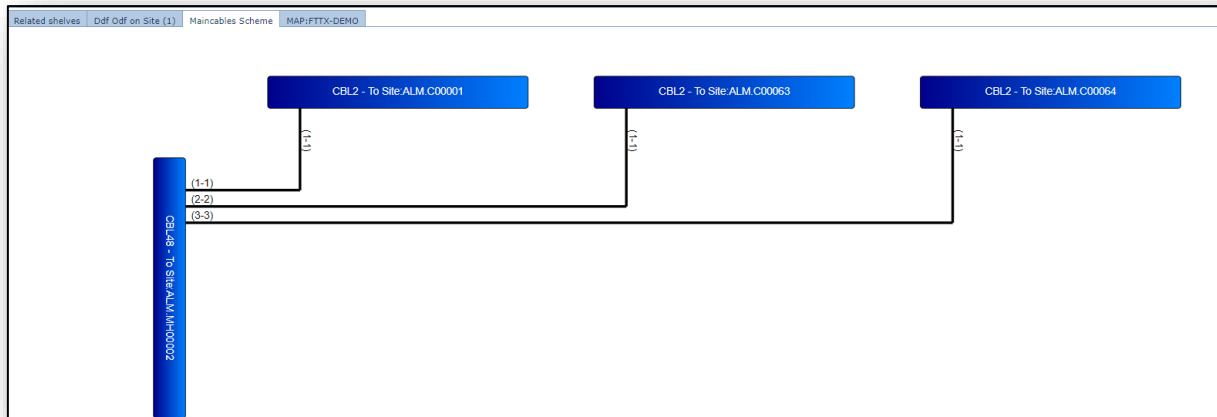 Related shelves
Ddf Odf on Site (1)
Maincables Scheme
MAP:FTTX-DEMO
CBL2 - To Site:ALM.C00001
CBL2 - To Site:ALM.C00063
CBL2 - To Site:ALM.C00064
(1-1)
(1-1)
(1-1)
(1-1)
(2-2)
(3-3)
CBL48 - To Site:ALM.MH00002